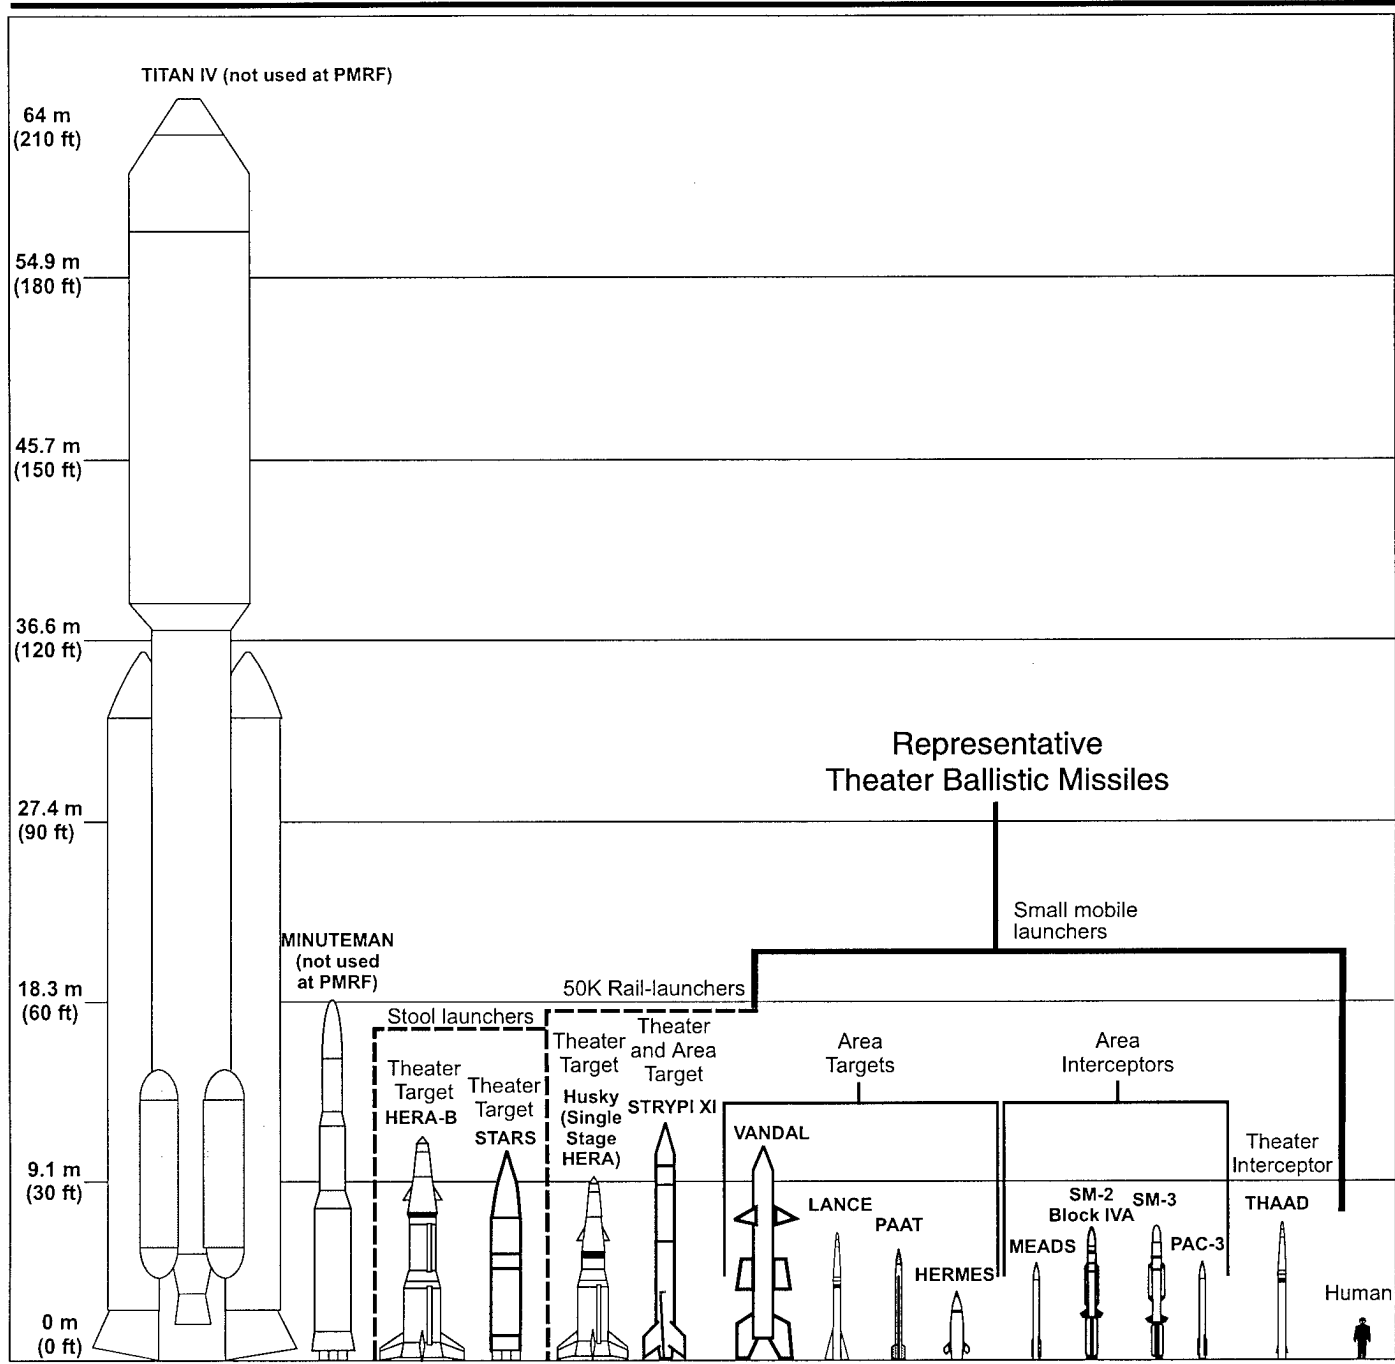 TITAN IV (not used at PMRF)
64 m
(210 ft)
54.9 m
(180 ft)
45.7 m
(150 ft)
36.6 m
(120 ft)
27.4 m
(90 ft)
18.3 m
(60 ft)
9.1 m
(30 ft)
0 m
(0 ft)
MINUTEMAN
(not used
at PMRF)
Representative
Theater Ballistic Missiles
Small mobile
launchers
50K Rail-launchers
Stool launchers
Theater
Target
HERA-B
Theater
Target
STARS
Theater
Target
Husky
(Single
Stage
HERA)
Theater
and Area
Target
STRYPI XI
Area
Targets
VANDAL
LANCE
PAAT
HERMES
Area
Interceptors
MEADS
SM-2
Block IVA
SM-3
PAC-3
Theater
Interceptor
THAAD
Human